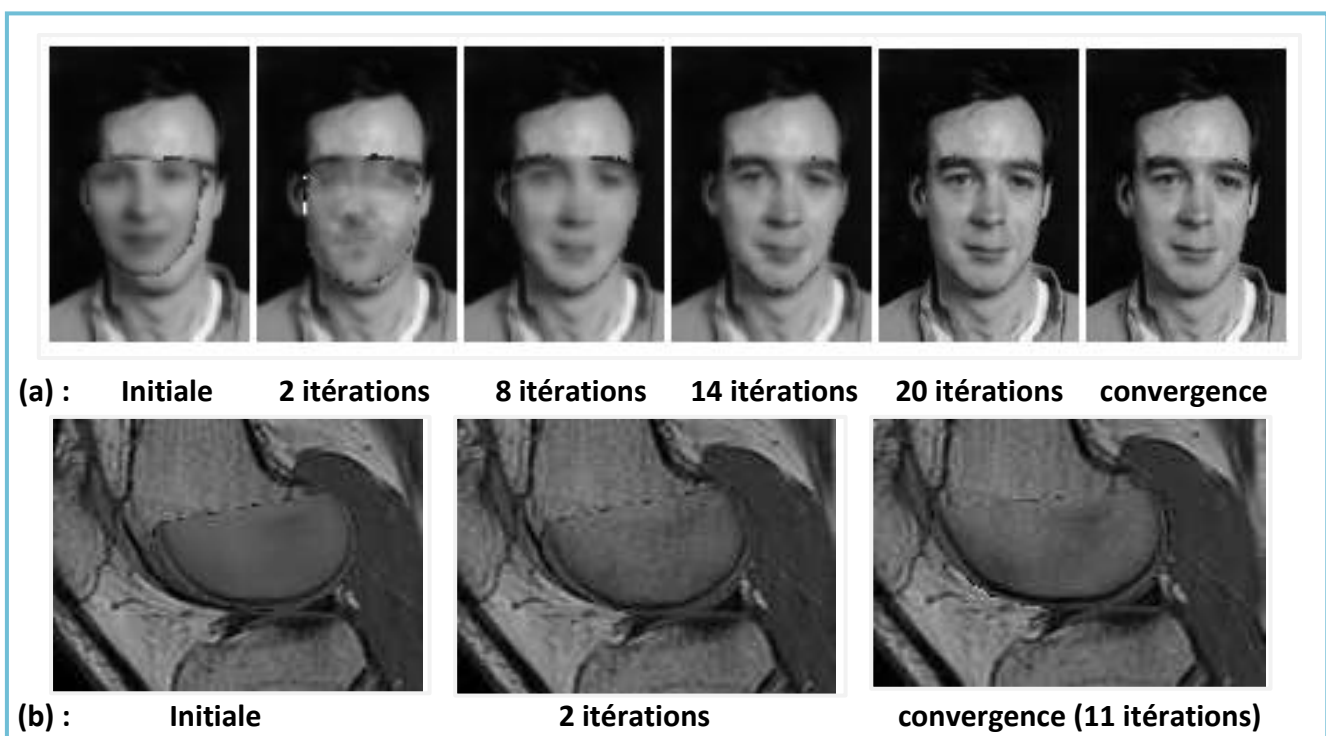 (a) : Initiale 2 itérations 8 itérations 14 itérations 20 itérations convergence
(b) : Initiale 2 itérations convergence (11 itérations)